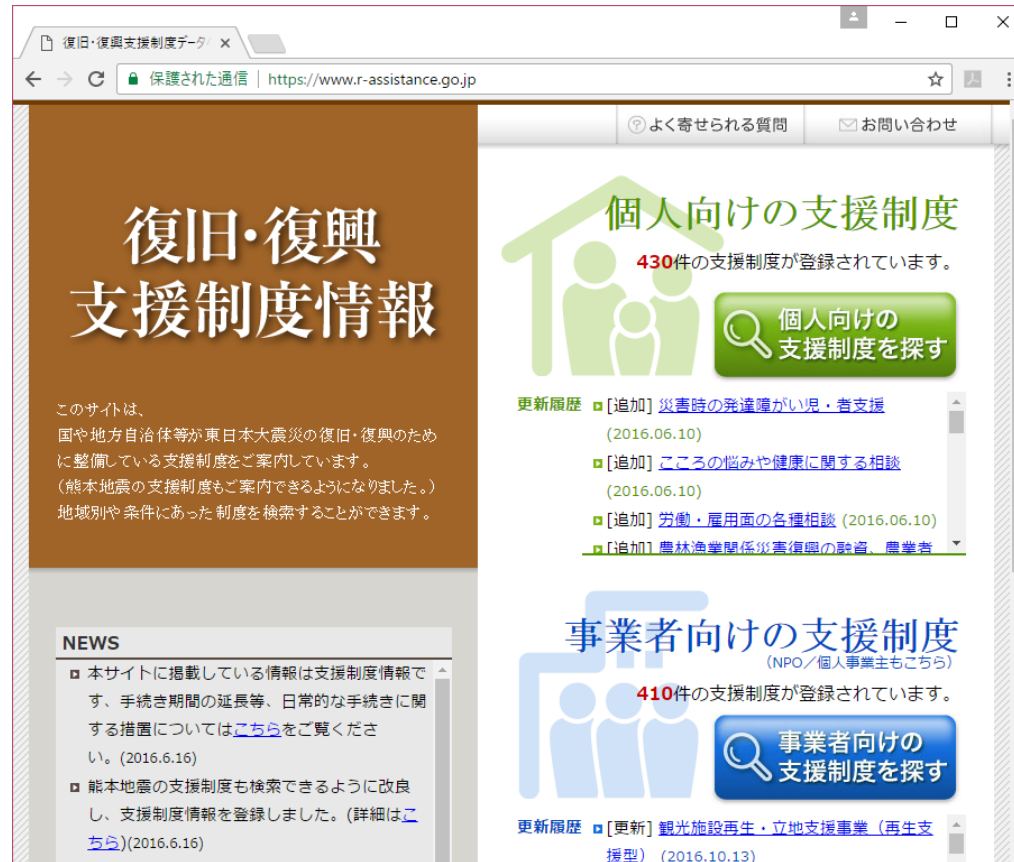 復旧・復興支援制度データ
保護された通信 | https://www.r-assistance.go.jp
よく寄せられる質問
お問い合わせ
復旧・復興
支援制度情報
このサイトは、
国や地方自治体等が東日本大震災の復旧・復興のため
に整備している支援制度をご案内しています。
（熊本地震の支援制度もご案内できるようになりました。）
地域別や条件にあった制度を検索することができます。
NEWS
本サイトに掲載している情報は支援制度情報で
す、手続き期間の延長等、日常的な手続きに関
する措置についてはこちらをご覧くださ
い。(2016.6.16)
熊本地震の支援制度も検索できるように改良
し、支援制度情報を登録しました。(詳細はこ
ちら)(2016.6.16)
個人向けの支援制度
430件の支援制度が登録されています。
個人向けの
支援制度を探す
更新履歴
[追加] 災害時の発達障がい児・者支援
(2016.06.10)
[追加] こころの悩みや健康に関する相談
(2016.06.10)
[追加] 労働・雇用面の各種相談 (2016.06.10)
[追加] 農林漁業関係災害復興の融資、農業者
事業者向けの支援制度
（NPO／個人事業主もこちら）
410件の支援制度が登録されています。
事業者向けの
支援制度を探す
更新履歴
[更新] 観光施設再生・立地支援事業（再生支
援型） (2016.10.13)